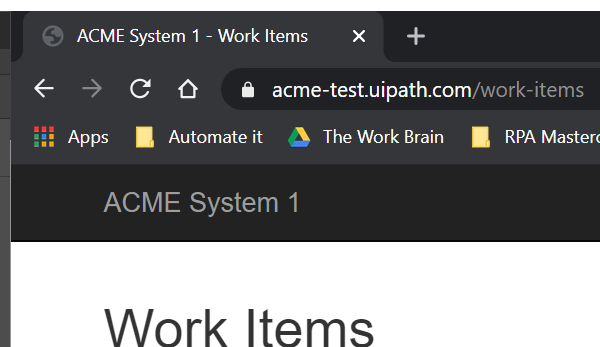 ACME System 1 - Work Items
acme-test.uipath.com/work-items
Apps Automate it The Work Brain RPA
ACME System 1
Work Items